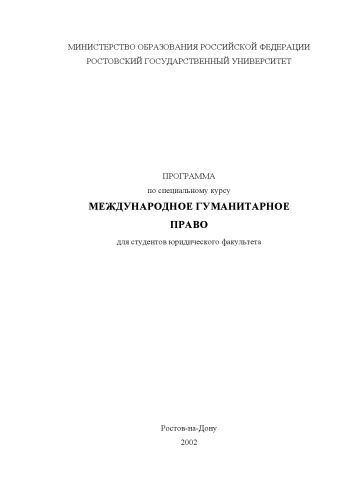 МИНИСТЕРСТВО ОБРАЗОВАНИЯ РОССИЙСКОЙ ФЕДЕРАЦИИ
РОСТОВСКИЙ ГОСУДАРСТВЕННЫЙ УНИВЕРСИТЕТ
ПРОГРАММА
по специальному курсу
МЕЖДУНАРОДНОЕ ГУМАНИТАРНОЕ
ПРАВО
для студентов юридического факультета
Ростов-на-Дону
2002